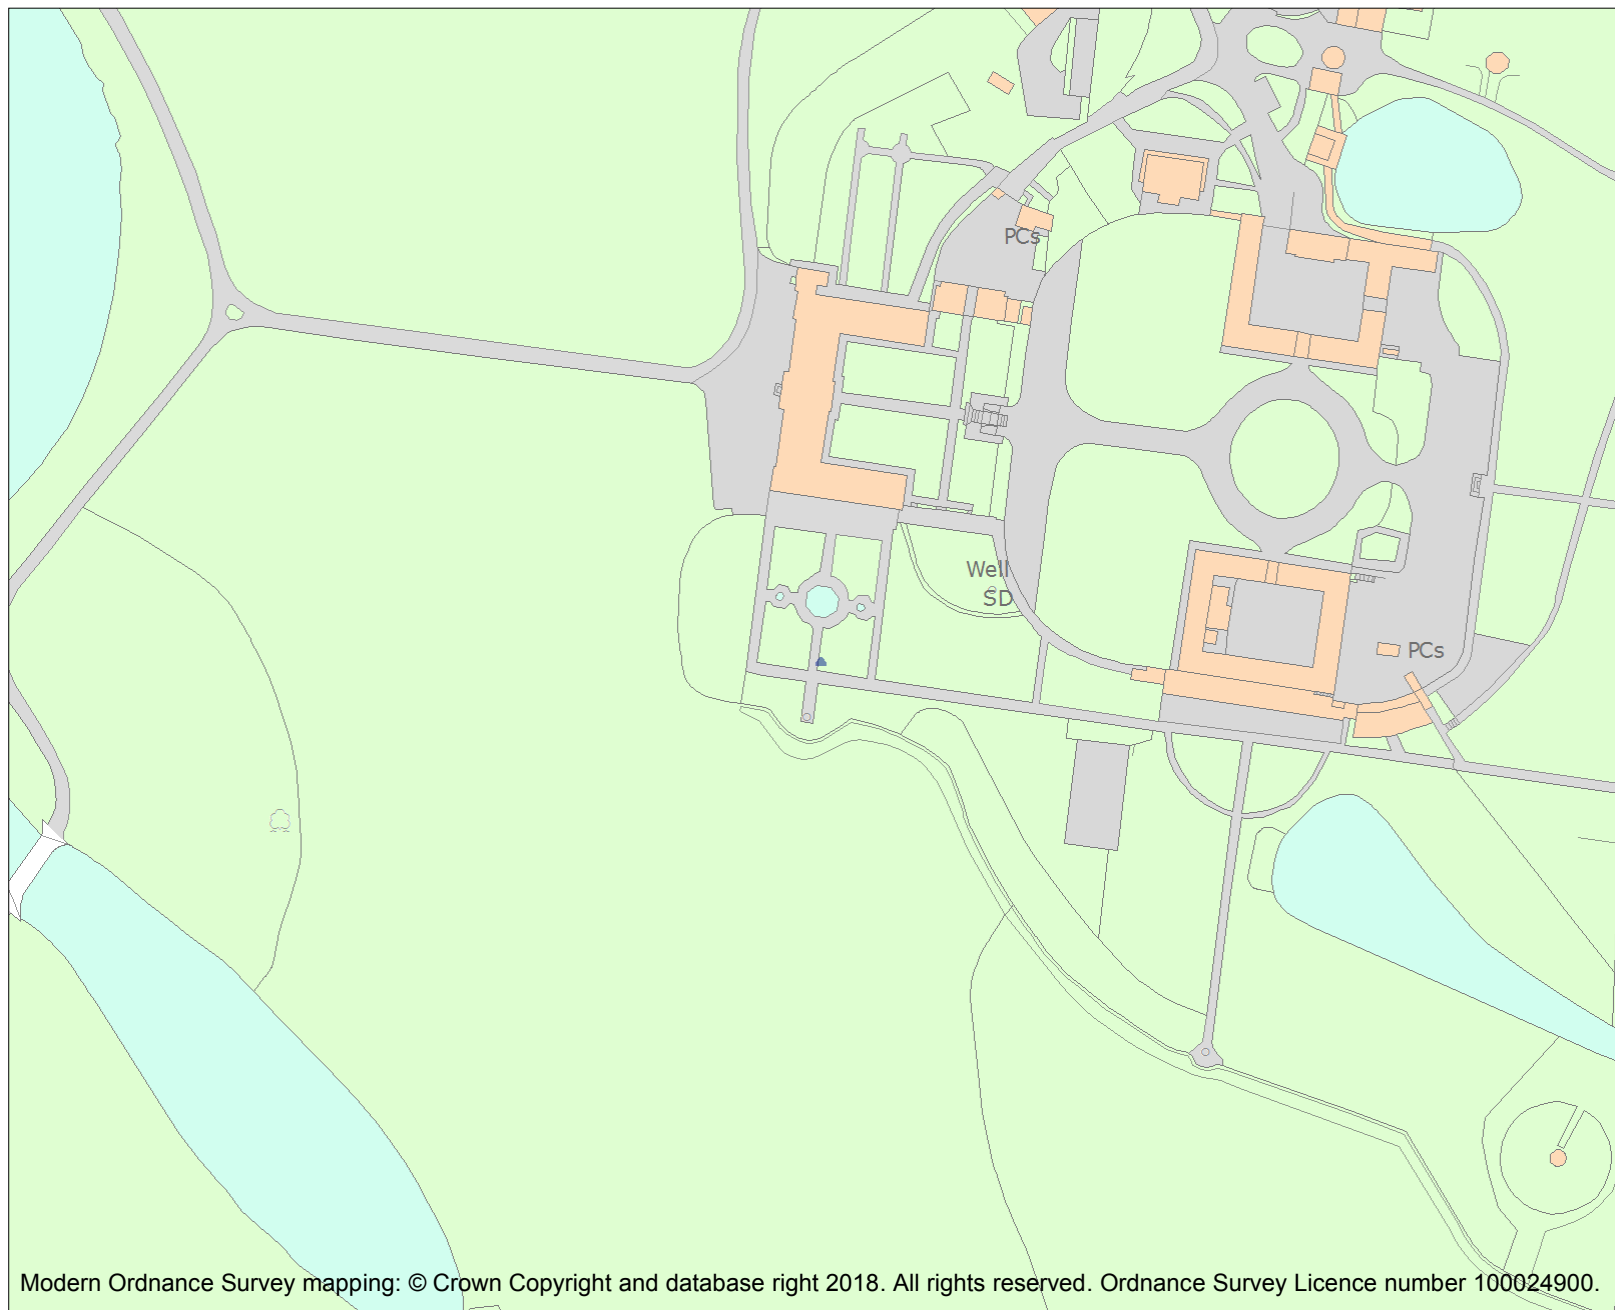 PCs
Well
SD
PCs
Modern Ordnance Survey mapping: © Crown Copyright and database right 2018. All rights reserved. Ordnance Survey Licence number 100024900.